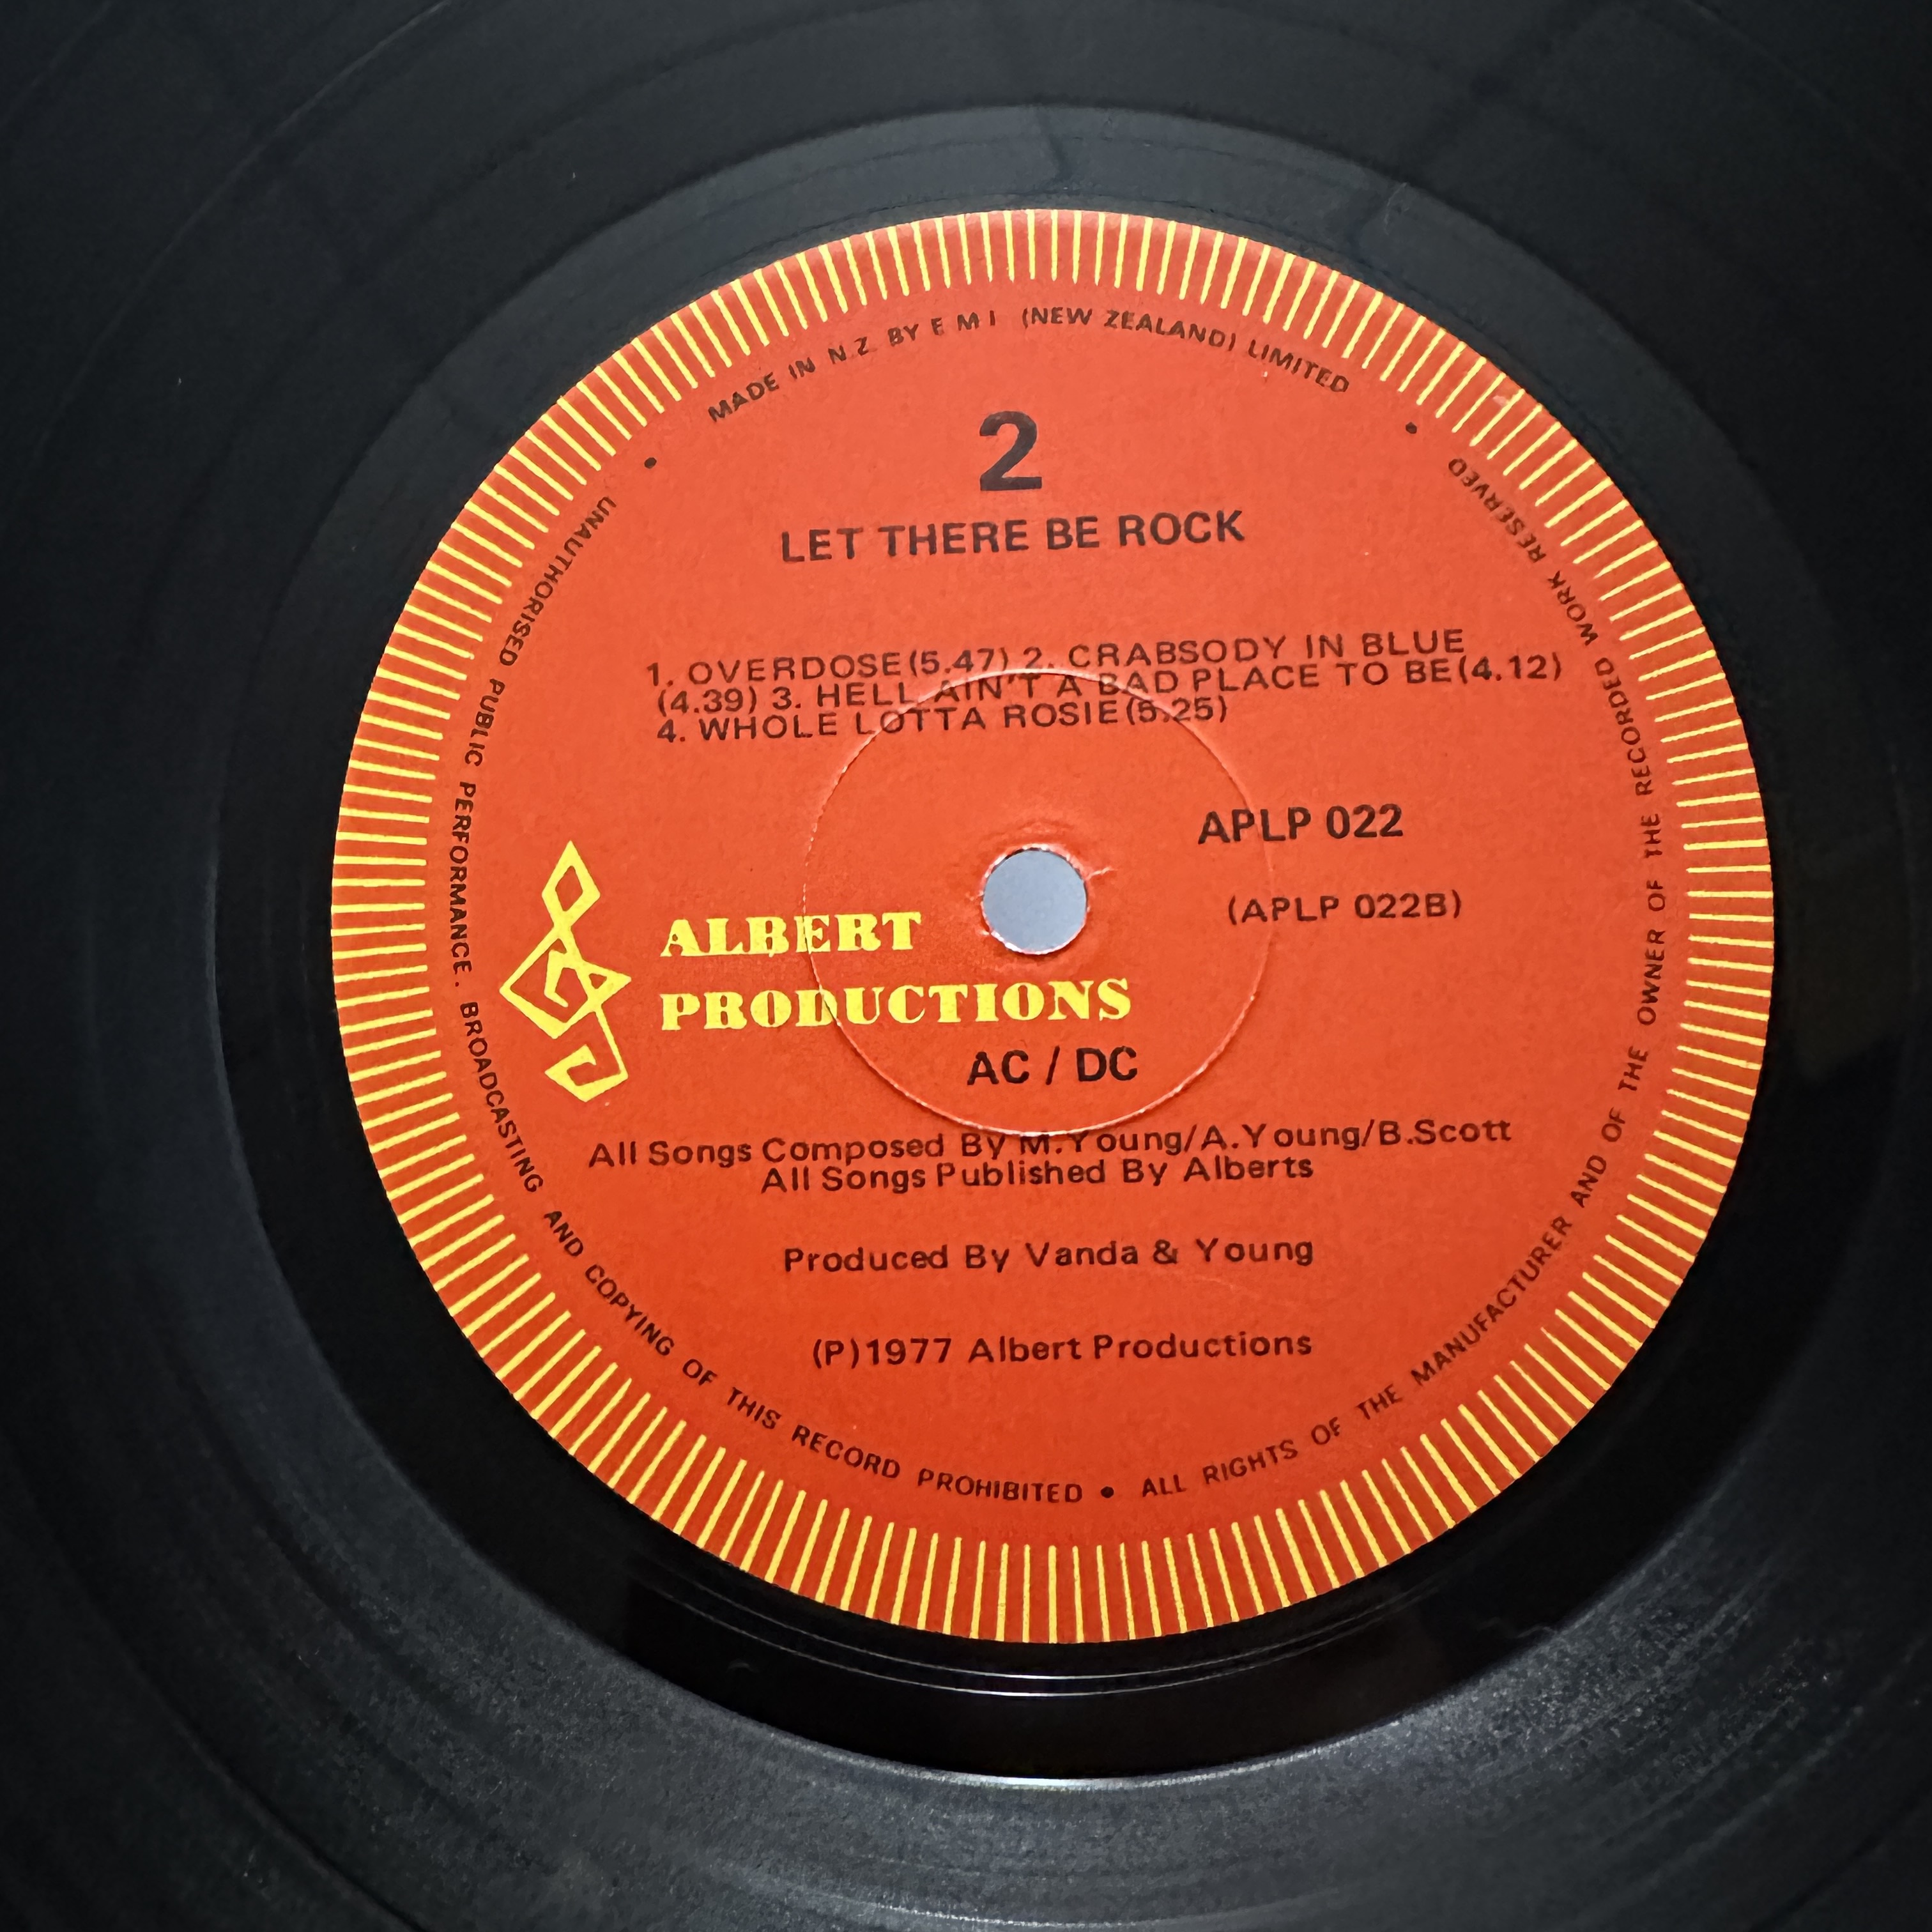 MADE IN N.Z. BY E M I (NEW ZEALAND) LIMITED
2
LET THERE BE ROCK
1. OVERDOSE(5.47) 2. CRABSODY IN BLUE
(4.39) 3. HELL AIN'T A BAD PLACE TO BE(4.12)
4. WHOLE LOTTA ROSIE(5.25)
APLP 022
(APLP 022B)
ALBERT
PRODUCTIONS
AC / DC
All Songs Composed By M.Young/A.Young/B.Scott
All Songs Published By Alberts
Produced By Vanda & Young
(P)1977 Albert Productions
UNAUTHORISED PUBLIC PERFORMANCE. BROADCASTING AND COPYING OF THIS RECORD PROHIBITED • ALL RIGHTS OF THE MANUFACTURER AND OF THE OWNER OF THE RECORDED WORK RESERVED